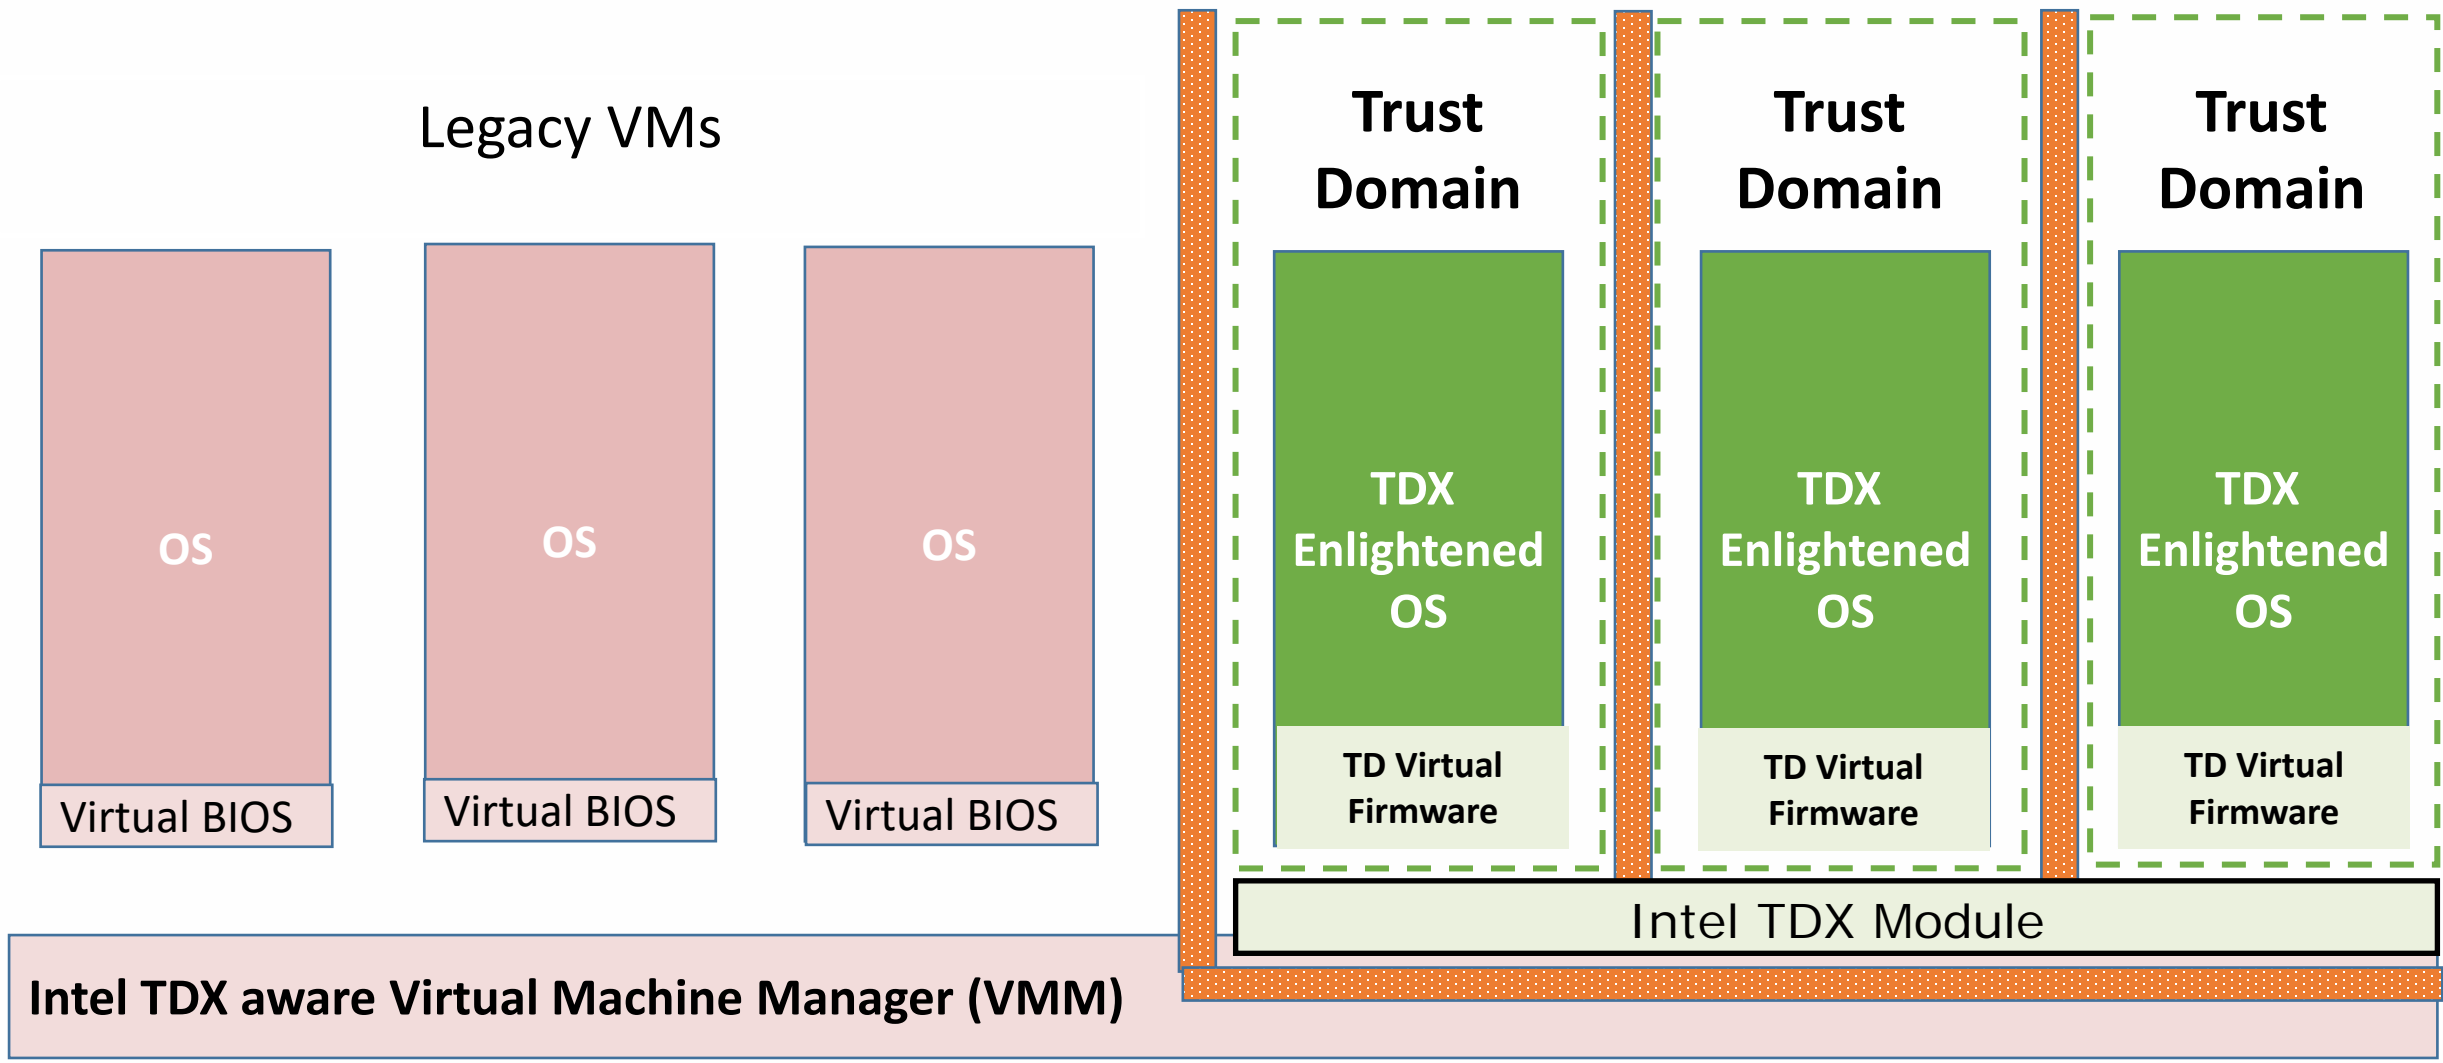 Legacy VMs
OS
Virtual BIOS
OS
Virtual BIOS
OS
Virtual BIOS
Trust
Domain
TDX
Enlightened
OS
TD Virtual
Firmware
Trust
Domain
TDX
Enlightened
OS
TD Virtual
Firmware
Trust
Domain
TDX
Enlightened
OS
TD Virtual
Firmware
Intel TDX Module
Intel TDX aware Virtual Machine Manager (VMM)